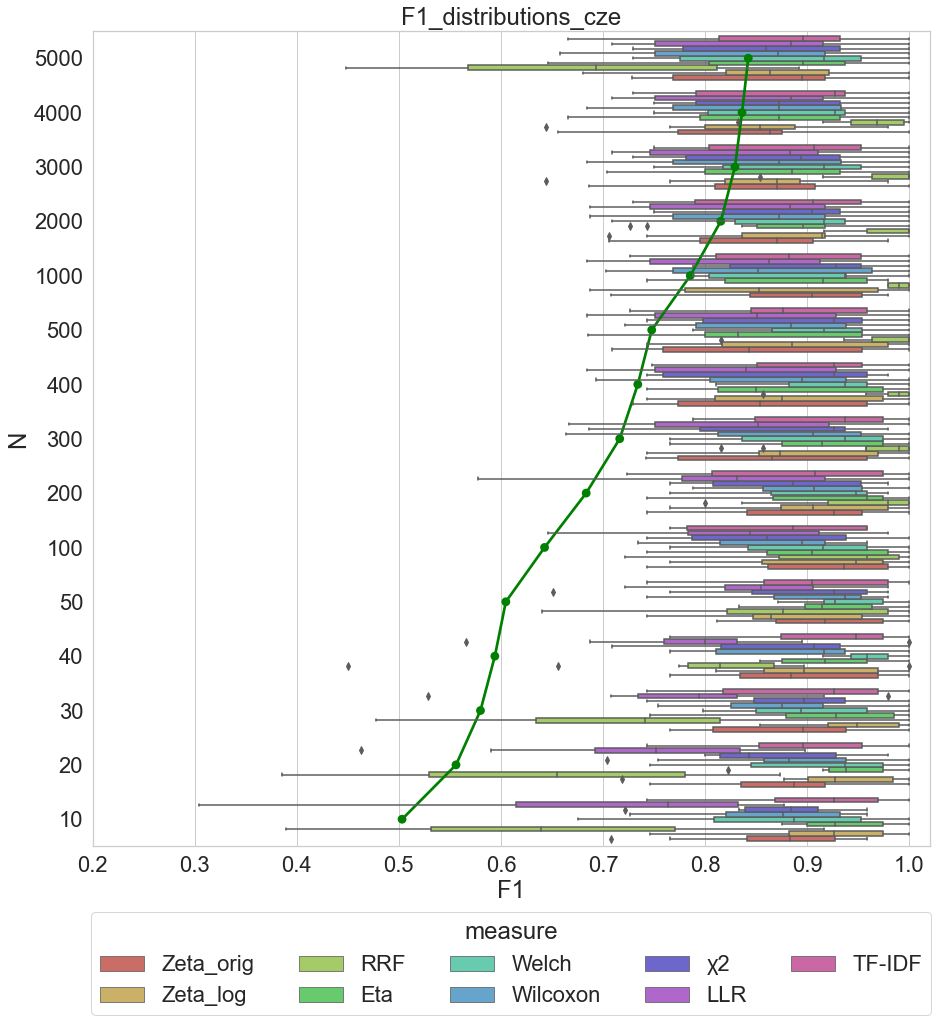 F1_distributions_cze
5000
4000
3000
2000
1000
500
400
300
200
100
50
40
30
20
10
N
0.2 0.3 0.4 0.5 0.6 0.7 0.8 0.9 1.0
F1
measure
Zeta_orig RRF Welch χ2 TF-IDF
Zeta_log Eta Wilcoxon LLR